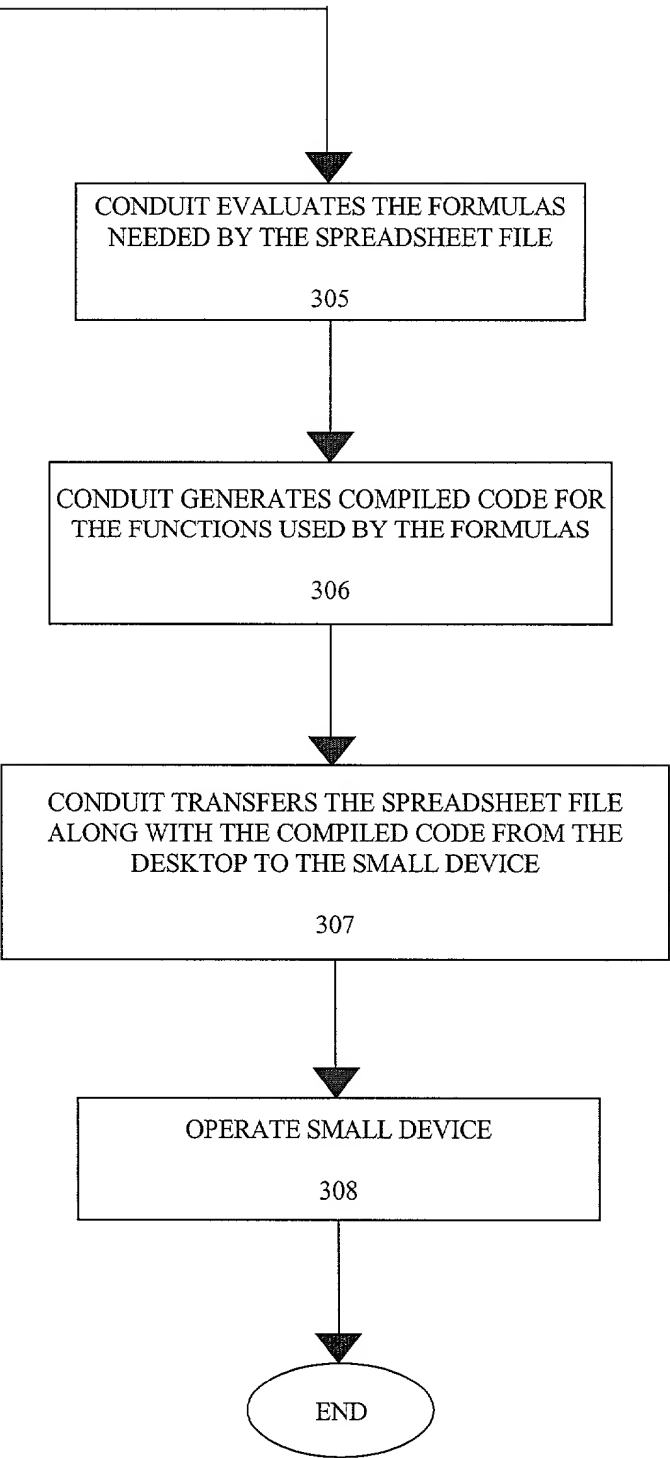 CONDUIT EVALUATES THE FORMULAS
NEEDED BY THE SPREADSHEET FILE
305
CONDUIT GENERATES COMPILED CODE FOR
THE FUNCTIONS USED BY THE FORMULAS
306
CONDUIT TRANSFERS THE SPREADSHEET FILE
ALONG WITH THE COMPILED CODE FROM THE
DESKTOP TO THE SMALL DEVICE
307
OPERATE SMALL DEVICE
308
END